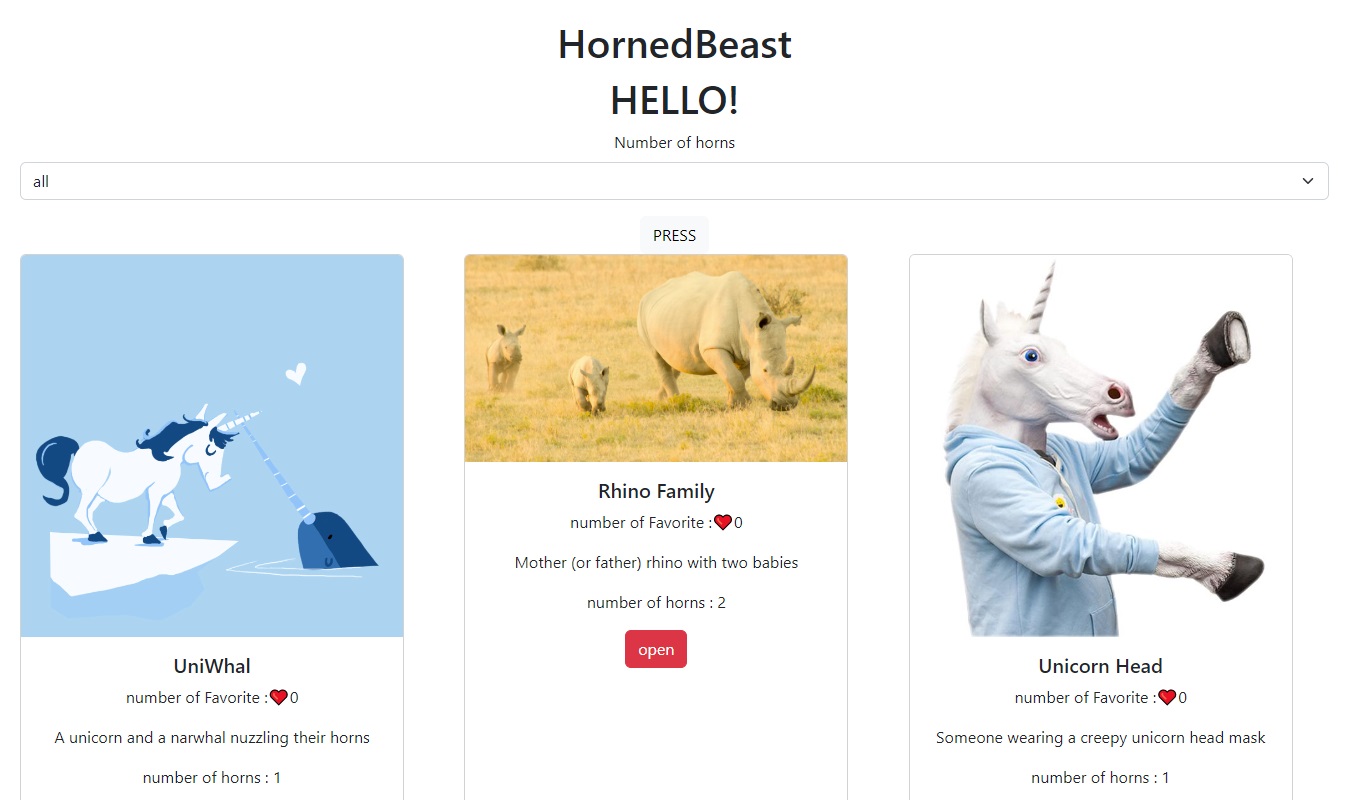 HornedBeast
HELLO!
Number of horns
all
PRESS
UniWhal
number of Favorite :❤️0
A unicorn and a narwhal nuzzling their horns
number of horns : 1
Rhino Family
number of Favorite :❤️0
Mother (or father) rhino with two babies
number of horns : 2
open
Unicorn Head
number of Favorite :❤️0
Someone wearing a creepy unicorn head mask
number of horns : 1